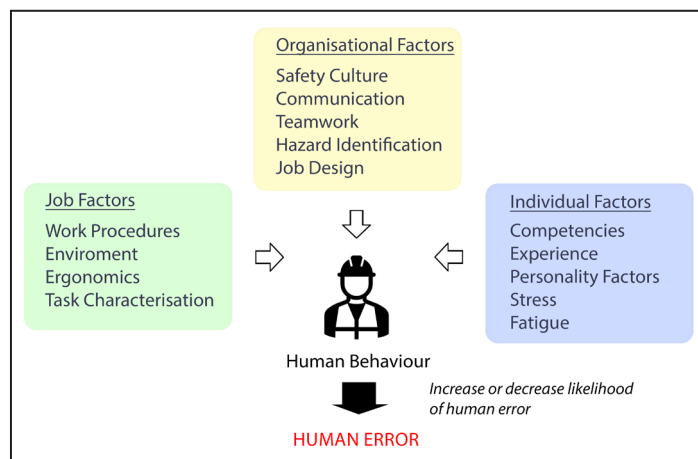 Organisational Factors
Safety Culture
Communication
Teamwork
Hazard Identification
Job Design
Job Factors
Work Procedures
Enviroment
Ergonomics
Task Characterisation
Individual Factors
Competencies
Experience
Personality Factors
Stress
Fatigue
Human Behaviour
Increase or decrease likelihood
of human error
HUMAN ERROR